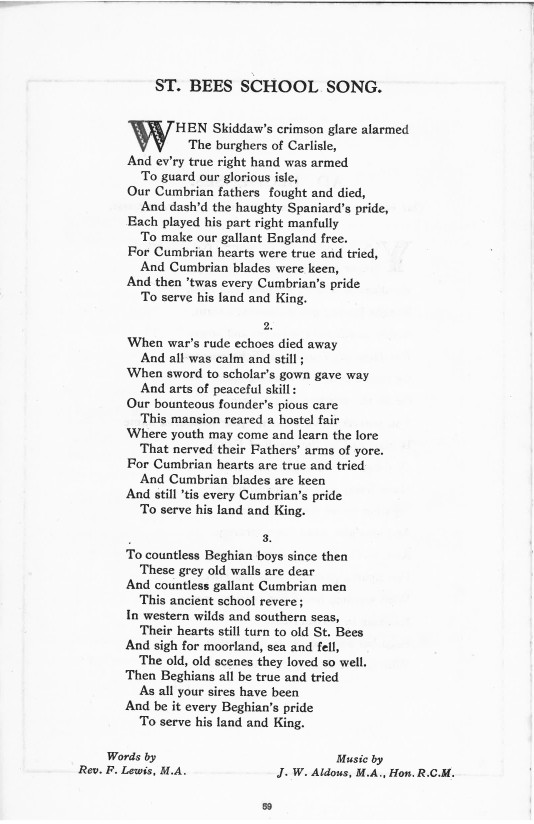 ST. BEES SCHOOL SONG.
WHEN Skiddaw's crimson glare alarmed
The burghers of Carlisle,
And ev'ry true right hand was armed
To guard our glorious isle,
Our Cumbrian fathers fought and died,
And dash'd the haughty Spaniard's pride,
Each played his part right manfully
To make our gallant England free.
For Cumbrian hearts were true and tried,
And Cumbrian blades were keen,
And then 'twas every Cumbrian's pride
To serve his land and King.
2.
When war's rude echoes died away
And all was calm and still ;
When sword to scholar's gown gave way
And arts of peaceful skill :
Our bounteous founder's pious care
This mansion reared a hostel fair
Where youth may come and learn the lore
That nerved their Fathers' arms of yore.
For Cumbrian hearts are true and tried
And Cumbrian blades are keen
And still 'tis every Cumbrian's pride
To serve his land and King.
3.
To countless Beghian boys since then
These grey old walls are dear
And countless gallant Cumbrian men
This ancient school revere ;
In western wilds and southern seas,
Their hearts still turn to old St. Bees
And sigh for moorland, sea and fell,
The old, old scenes they loved so well.
Then Beghians all be true and tried
As all your sires have been
And be it every Beghian's pride
To serve his land and King.
Words by
Rev. F. Lewis, M.A.
Music by
J. W. Aldous, M.A., Hon. R.C.M.
59